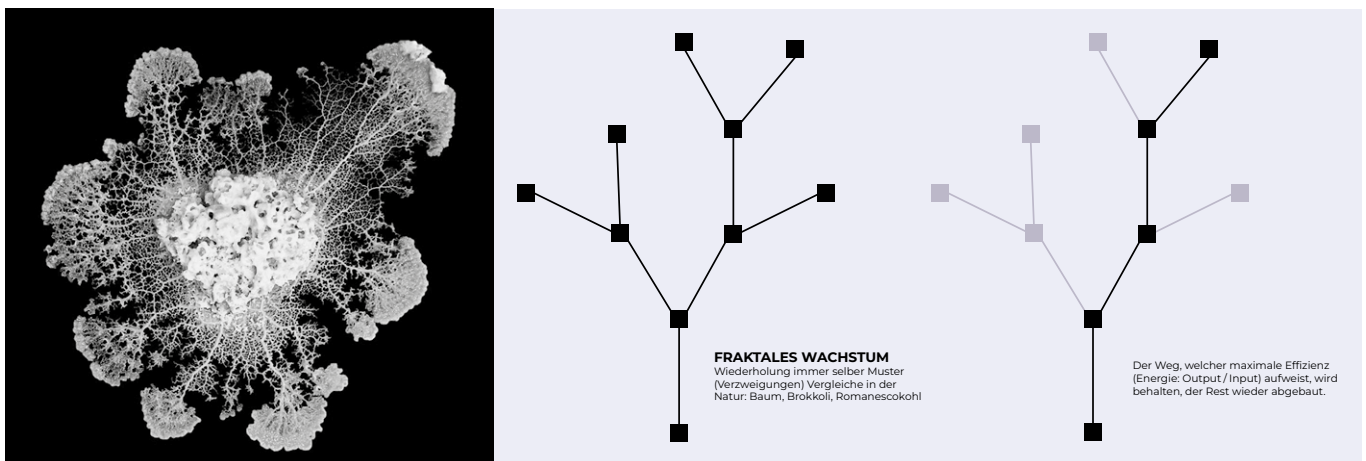 FRAKTALES WACHSTUM
Wiederholung immer selber Muster
(Verzweigungen) Vergleiche in der
Natur: Baum, Brokkoli, Romanescokohl
Der Weg, welcher maximale Effizienz
(Energie: Output / Input) aufweist, wird
behalten, der Rest wieder abgebaut.